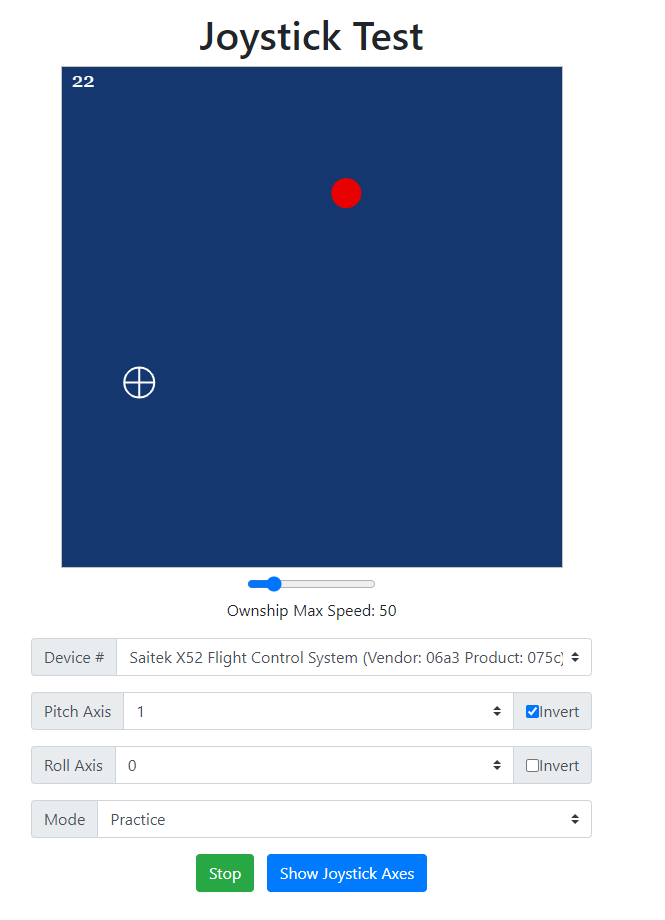 Joystick Test
22
Ownship Max Speed: 50
Device # Saitek X52 Flight Control System (Vendor: 06a3 Product: 075c)
Pitch Axis 1 Invert
Roll Axis 0 Invert
Mode Practice
Stop Show Joystick Axes